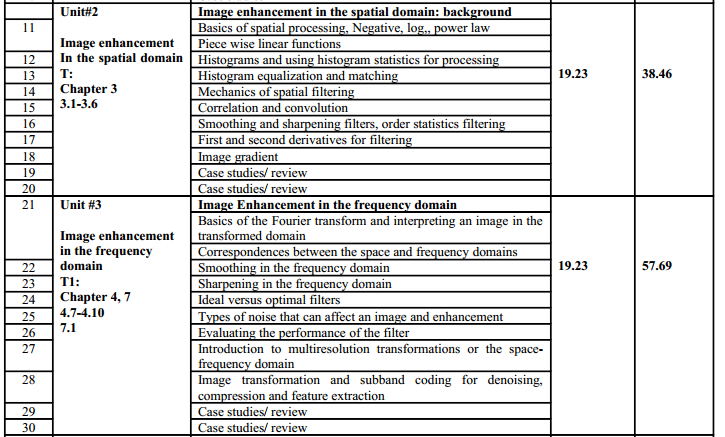 Unit#2
Image enhancement in the spatial domain: background
11
Basics of spatial processing, Negative, log,, power law
Image enhancement
Piece wise linear functions
In the spatial domain
12
Histograms and using histogram statistics for processing
T:
13
Histogram equalization and matching
19.23
38.46
Chapter 3
14
Mechanics of spatial filtering
3.1-3.6
15
Correlation and convolution
16
Smoothing and sharpening filters, order statistics filtering
17
First and second derivatives for filtering
18
Image gradient
19
Case studies/ review
20
Case studies/ review
21
Unit #3
Image Enhancement in the frequency domain
Basics of the Fourier transform and interpreting an image in the
Image enhancement
transformed domain
in the frequency
Correspondences between the space and frequency domains
domain
22
Smoothing in the frequency domain
19.23
57.69
T1:
23
Sharpening in the frequency domain
Chapter 4, 7
24
Ideal versus optimal filters
4.7-4.10
25
Types of noise that can affect an image and enhancement
7.1
26
Evaluating the performance of the filter
27
Introduction to multiresolution transformations or the space-
frequency domain
28
Image transformation and subband coding for denoising,
compression and feature extraction
29
Case studies/ review
30
Case studies/ review